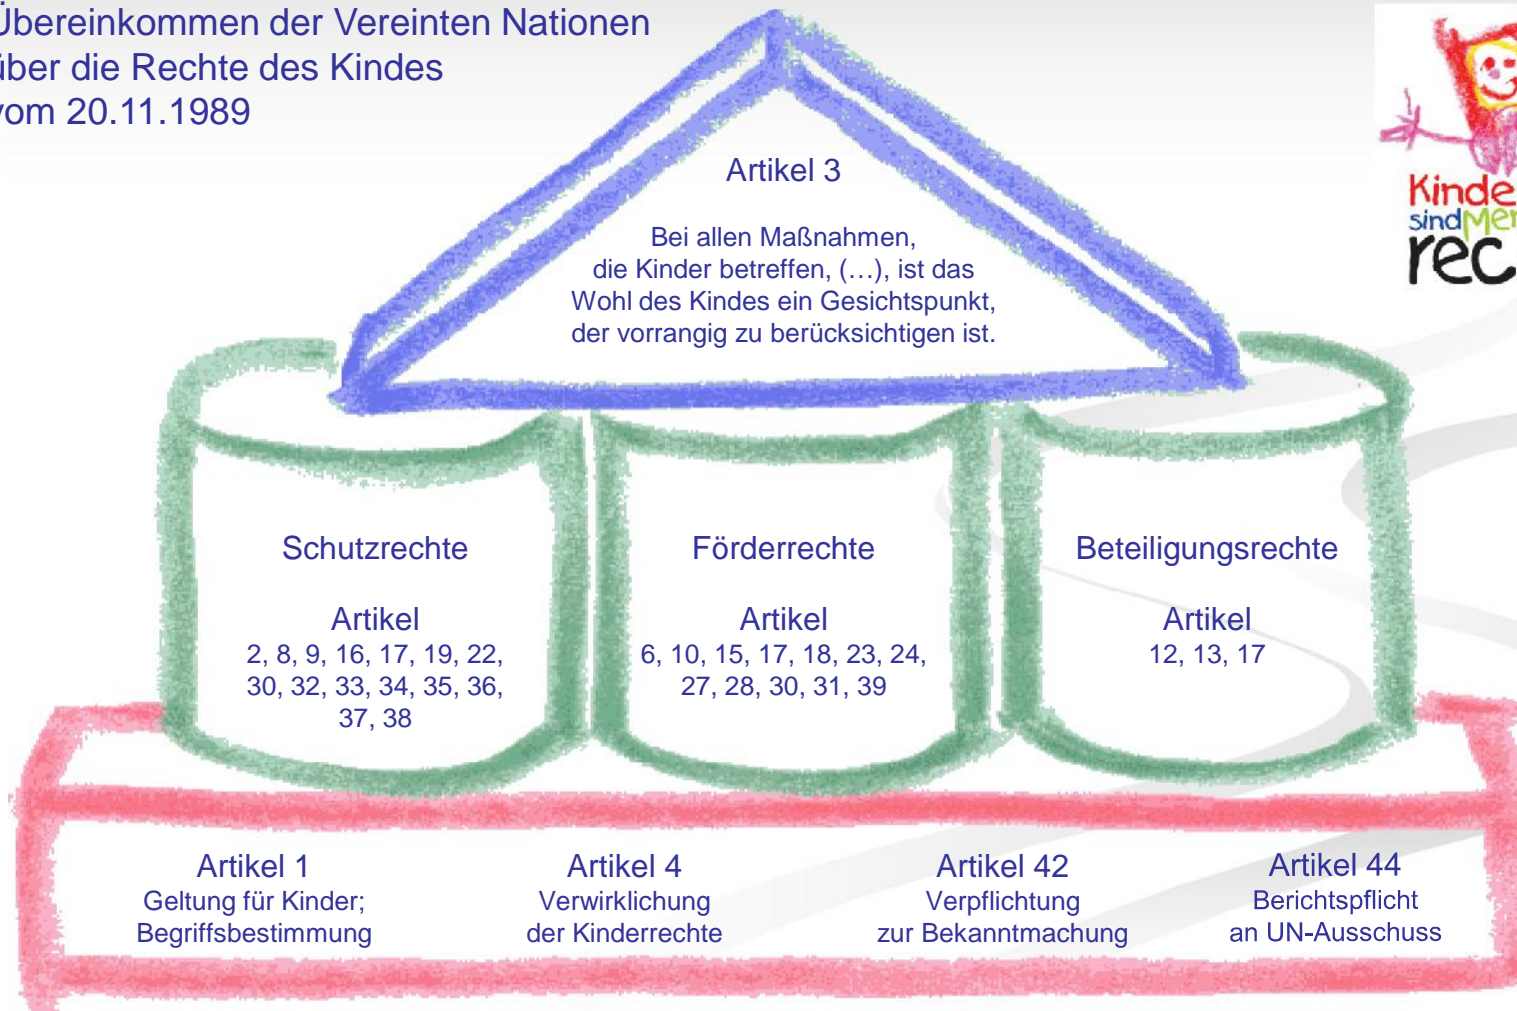 Übereinkommen der Vereinten Nationen
über die Rechte des Kindes
vom 20.11.1989
Artikel 3
Bei allen Maßnahmen,
die Kinder betreffen, (…), ist das
Wohl des Kindes ein Gesichtspunkt,
der vorrangig zu berücksichtigen ist.
Kinde
sind Men
rec
Schutzrechte
Artikel
2, 8, 9, 16, 17, 19, 22,
30, 32, 33, 34, 35, 36,
37, 38
Förderrechte
Artikel
6, 10, 15, 17, 18, 23, 24,
27, 28, 30, 31, 39
Beteiligungsrechte
Artikel
12, 13, 17
Artikel 1
Geltung für Kinder;
Begriffsbestimmung
Artikel 4
Verwirklichung
der Kinderrechte
Artikel 42
Verpflichtung
zur Bekanntmachung
Artikel 44
Berichtspflicht
an UN-Ausschuss